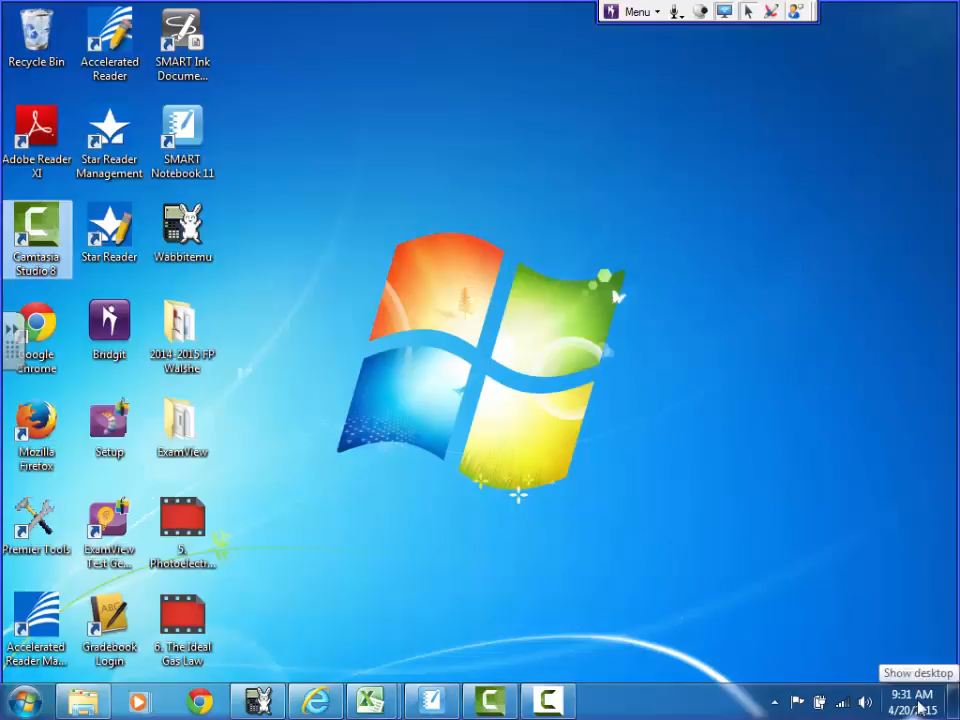 Menu
Recycle Bin
Accelerated
Reader
SMART Ink
Docume...
Adobe Reader
XI
Star Reader
Management
SMART
Notebook 11
Camtasia
Studio 8
Star Reader
Wabbitemu
Google
Chrome
Bridgit
2014-2015 FP
Walshe
Mozilla
Firefox
Setup
ExamView
Premier Tools
ExamView
Test Ge...
5.
Photoelectr...
Accelerated
Reader Ma...
Gradebook
Login
6. The Ideal
Gas Law
Show desktop
9:31 AM
4/20/2015